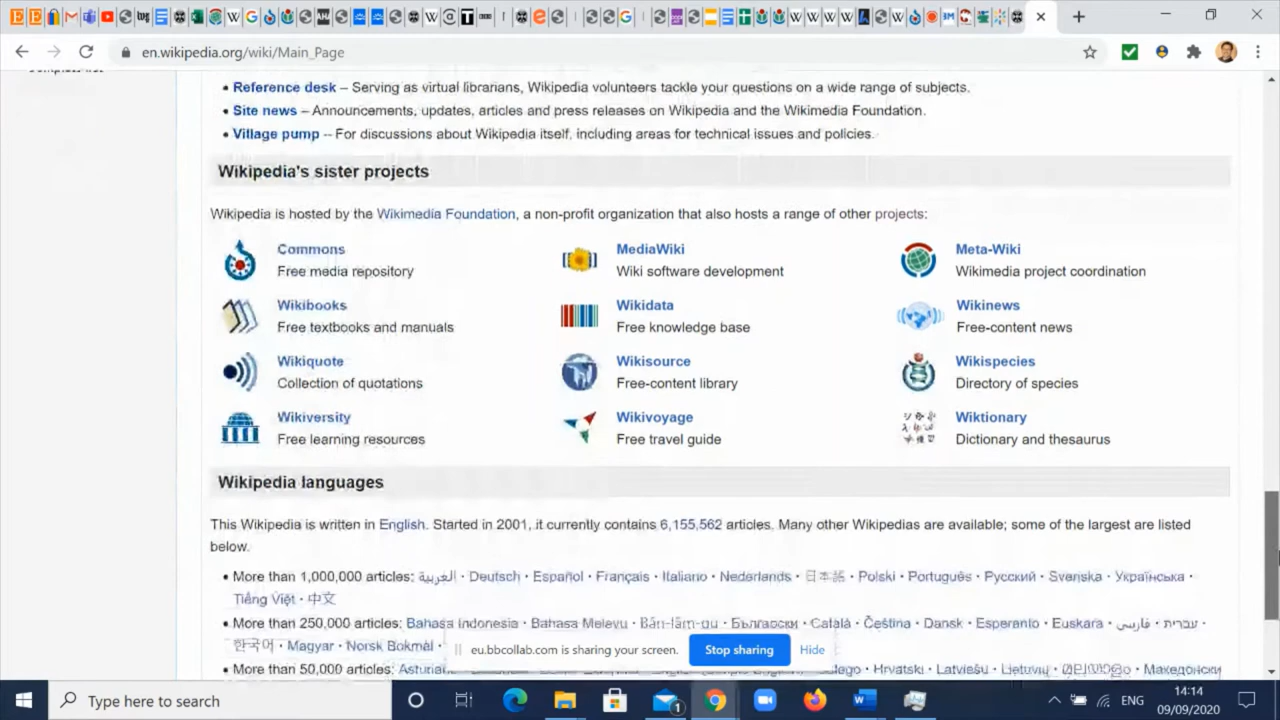 en.wikipedia.org/wiki/Main_Page
• Reference desk – Serving as virtual librarians, Wikipedia volunteers tackle your questions on a wide range of subjects.
• Site news – Announcements, updates, articles and press releases on Wikipedia and the Wikimedia Foundation.
• Village pump – For discussions about Wikipedia itself, including areas for technical issues and policies.
Wikipedia's sister projects
Wikipedia is hosted by the Wikimedia Foundation, a non-profit organization that also hosts a range of other projects:
Commons
Free media repository
MediaWiki
Wiki software development
Meta-Wiki
Wikimedia project coordination
Wikibooks
Free textbooks and manuals
Wikidata
Free knowledge base
Wikinews
Free-content news
Wikiquote
Collection of quotations
Wikisource
Free-content library
Wikispecies
Directory of species
Wikiversity
Free learning resources
Wikivoyage
Free travel guide
Wiktionary
Dictionary and thesaurus
Wikipedia languages
This Wikipedia is written in English. Started in 2001, it currently contains 6,155,562 articles. Many other Wikipedias are available; some of the largest are listed
below.
• More than 1,000,000 articles: العربية · Deutsch · Español · Français · Italiano · Nederlands · 日本語 · Polski · Português · Русский · Svenska · Українська ·
Tiếng Việt · 中文
• More than 250,000 articles: Bahasa Indonesia · Bahasa Melayu · Bân-lâm-gú · Български · Català · Čeština · Dansk · Esperanto · Euskara · فارسی · עברית ·
한국어 · Magyar · Norsk Bokmål ·
eu.bbcollab.com is sharing your screen.
Stop sharing
Hide
• More than 50,000 articles: Hrvatski · Latviešu · Lietuvių · മലയാളം · Македонски
Type here to search
1
ENG
14:14
09/09/2020